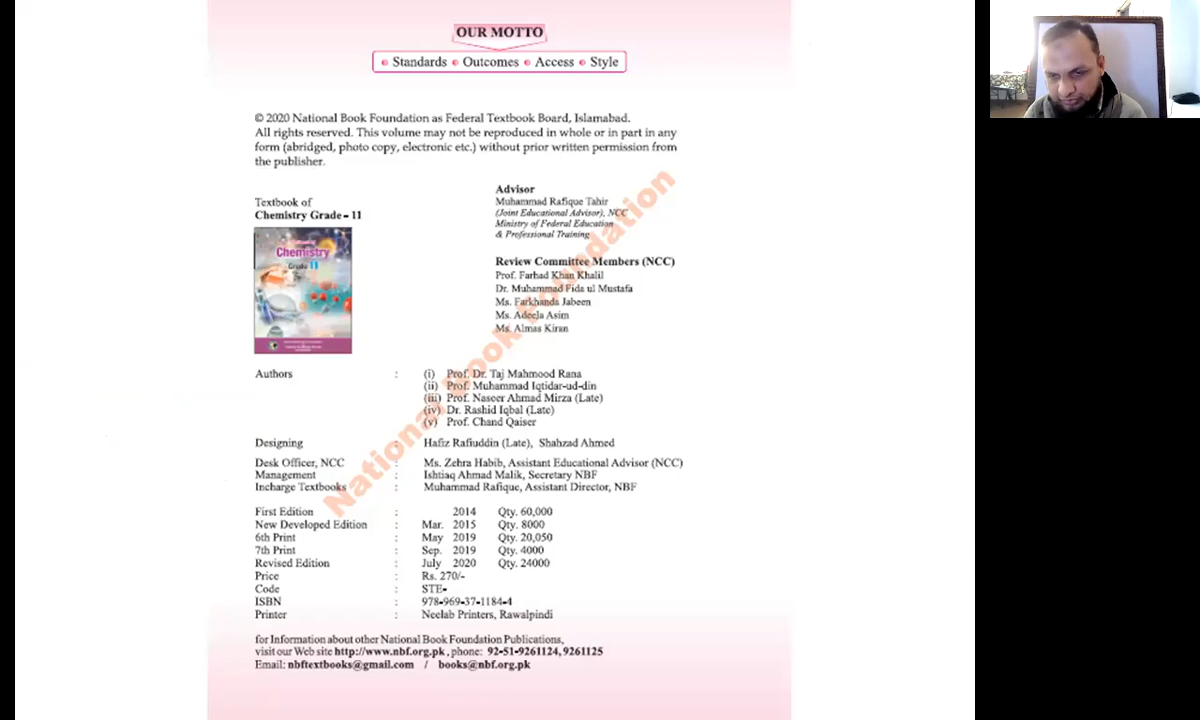 OUR MOTTO
• Standards • Outcomes • Access • Style
© 2020 National Book Foundation as Federal Textbook Board, Islamabad.
All rights reserved. This volume may not be reproduced in whole or in part in any
form (abridged, photo copy, electronic etc.) without prior written permission from
the publisher.
Textbook of
Chemistry Grade - 11
Chemistry
Grade 11
Advisor
Muhammad Rafique Tahir
(Joint Educational Advisor), NCC
Ministry of Federal Education
& Professional Training
Review Committee Members (NCC)
Prof. Farhad Khan Khalil
Dr. Muhammad Fida ul Mustafa
Ms. Farkhanda Jabeen
Ms. Adeela Asim
Ms. Almas Kiran
National Book Foundation
Authors : (i) Prof. Dr. Taj Mahmood Rana
(ii) Prof. Muhammad Iqtidar-ud-din
(iii) Prof. Naseer Ahmad Mirza (Late)
(iv) Dr. Rashid Iqbal (Late)
(v) Prof. Chand Qaiser
Designing : Hafiz Rafiuddin (Late), Shahzad Ahmed
Desk Officer, NCC : Ms. Zehra Habib, Assistant Educational Advisor (NCC)
Management : Ishtiaq Ahmad Malik, Secretary NBF
Incharge Textbooks : Muhammad Rafique, Assistant Director, NBF
First Edition : 2014 Qty. 60,000
New Developed Edition : Mar. 2015 Qty. 8000
6th Print : May 2019 Qty. 20,050
7th Print : Sep. 2019 Qty. 4000
Revised Edition : July 2020 Qty. 24000
Price : Rs. 270/-
Code : STE-
ISBN : 978-969-37-1184-4
Printer : Neelab Printers, Rawalpindi
for Information about other National Book Foundation Publications,
visit our Web site http://www.nbf.org.pk, phone: 92-51-9261124, 9261125
Email: nbftextbooks@gmail.com / books@nbf.org.pk